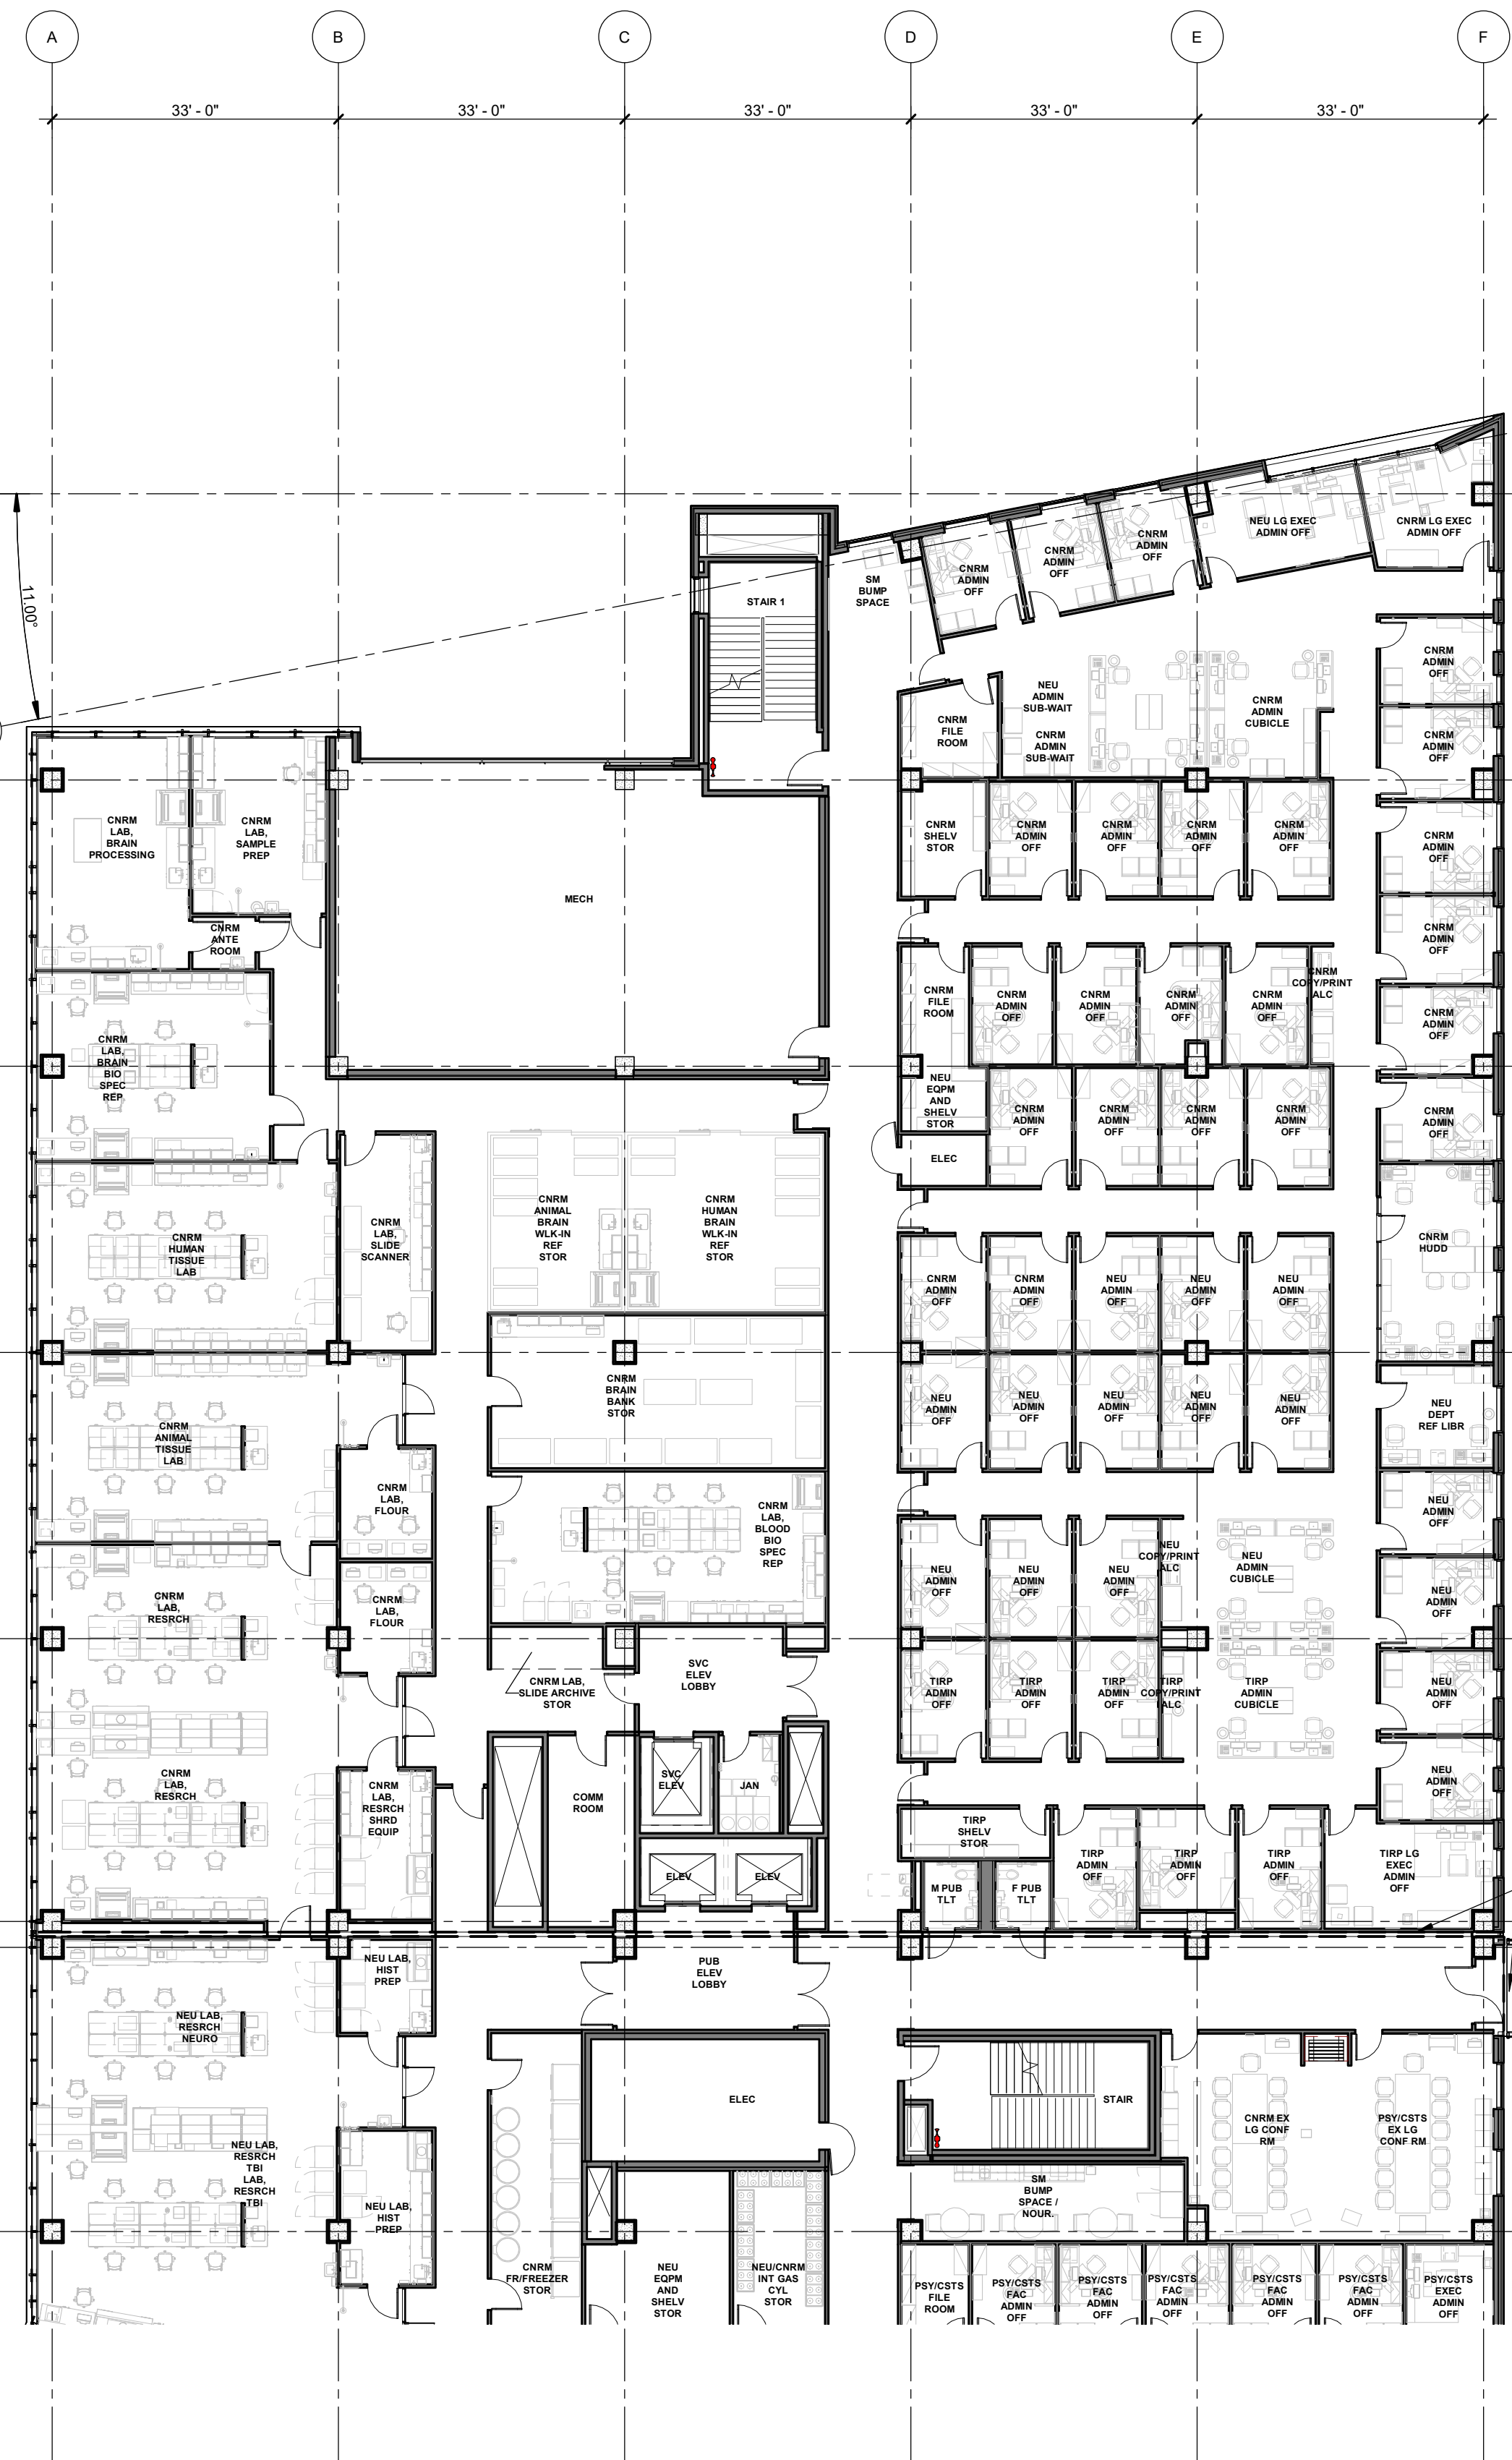 A
B
C
D
E
F
33' - 0"
33' - 0"
33' - 0"
33' - 0"
33' - 0"
11.00°
NEU LG EXEC
ADMIN OFF
CNRM LG EXEC
ADMIN OFF
CNRM
ADMIN
OFF
CNRM
ADMIN
OFF
CNRM
ADMIN
OFF
SM
BUMP
SPACE
STAIR 1
CNRM
ADMIN
OFF
NEU
ADMIN
SUB-WAIT
CNRM
ADMIN
CUBICLE
CNRM
FILE
ROOM
CNRM
ADMIN
SUB-WAIT
CNRM
ADMIN
OFF
CNRM
LAB,
BRAIN
PROCESSING
CNRM
LAB,
SAMPLE
PREP
CNRM
SHELV
STOR
CNRM
ADMIN
OFF
CNRM
ADMIN
OFF
CNRM
ADMIN
OFF
CNRM
ADMIN
OFF
CNRM
ADMIN
OFF
MECH
CNRM
ANTE
ROOM
CNRM
ADMIN
OFF
CNRM
FILE
ROOM
CNRM
ADMIN
OFF
CNRM
ADMIN
OFF
CNRM
ADMIN
OFF
CNRM
ADMIN
OFF
CNRM
COPY/PRINT
ALC
CNRM
ADMIN
OFF
CNRM
LAB,
BRAIN
BIO
SPEC
REP
NEU
EQPM
AND
SHELV
STOR
CNRM
ADMIN
OFF
CNRM
ADMIN
OFF
CNRM
ADMIN
OFF
CNRM
ADMIN
OFF
CNRM
ADMIN
OFF
ELEC
CNRM
HUMAN
TISSUE
LAB
CNRM
LAB,
SLIDE
SCANNER
CNRM
ANIMAL
BRAIN
WLK-IN
REF
STOR
CNRM
HUMAN
BRAIN
WLK-IN
REF
STOR
CNRM
HUDD
CNRM
ADMIN
OFF
CNRM
ADMIN
OFF
NEU
ADMIN
OFF
NEU
ADMIN
OFF
NEU
ADMIN
OFF
CNRM
BRAIN
BANK
STOR
NEU
ADMIN
OFF
NEU
ADMIN
OFF
NEU
ADMIN
OFF
NEU
ADMIN
OFF
NEU
ADMIN
OFF
NEU
DEPT
REF LIBR
CNRM
ANIMAL
TISSUE
LAB
CNRM
LAB,
FLOUR
CNRM
LAB,
BLOOD
BIO
SPEC
REP
NEU
ADMIN
OFF
NEU
ADMIN
OFF
NEU
ADMIN
OFF
NEU
ADMIN
OFF
NEU
COPY/PRINT
ALC
NEU
ADMIN
CUBICLE
NEU
ADMIN
OFF
CNRM
LAB,
RESRCH
CNRM
LAB,
FLOUR
CNRM LAB,
SLIDE ARCHIVE
STOR
SVC
ELEV
LOBBY
TIRP
ADMIN
OFF
TIRP
ADMIN
OFF
TIRP
ADMIN
OFF
TIRP
COPY/PRINT
ALC
TIRP
ADMIN
CUBICLE
NEU
ADMIN
OFF
CNRM
LAB,
RESRCH
CNRM
LAB,
RESRCH
SHRD
EQUIP
COMM
ROOM
SVC
ELEV
JAN
NEU
ADMIN
OFF
TIRP
SHELV
STOR
ELEV
ELEV
M PUB
TLT
F PUB
TLT
TIRP
ADMIN
OFF
TIRP
ADMIN
OFF
TIRP
ADMIN
OFF
TIRP LG
EXEC
ADMIN
OFF
NEU LAB,
HIST
PREP
PUB
ELEV
LOBBY
NEU LAB,
RESRCH
NEURO
ELEC
STAIR
CNRM EX
LG CONF
RM
PSY/CSTS
EX LG
CONF RM
NEU LAB,
RESRCH
TBI
LAB,
RESRCH
TBI
NEU LAB,
HIST
PREP
SM
BUMP
SPACE /
NOUR.
CNRM
FR/FREEZER
STOR
NEU
EQPM
AND
SHELV
STOR
NEU/CNRM
INT GAS
CYL
STOR
PSY/CSTS
FILE
ROOM
PSY/CSTS
FAC
ADMIN
OFF
PSY/CSTS
FAC
ADMIN
OFF
PSY/CSTS
FAC
ADMIN
OFF
PSY/CSTS
FAC
ADMIN
OFF
PSY/CSTS
FAC
ADMIN
OFF
PSY/CSTS
EXEC
ADMIN
OFF